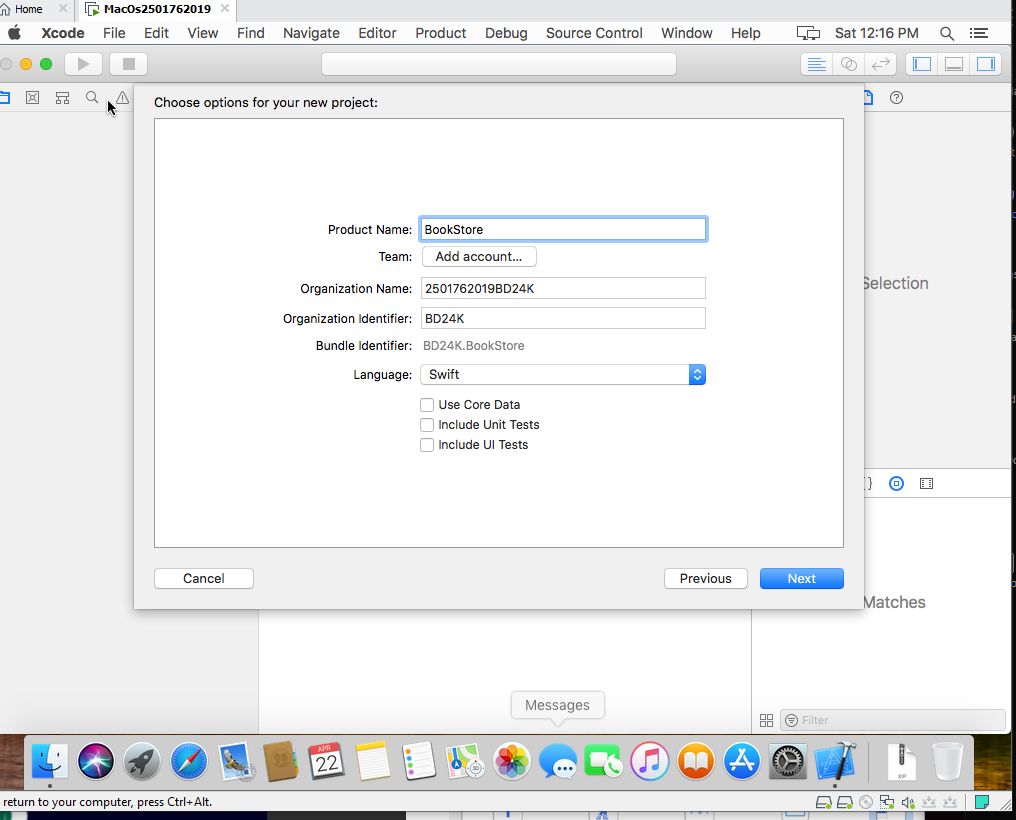 Home
MacOs2501762019
Xcode File Edit View Find Navigate Editor Product Debug Source Control Window Help Sat 12:16 PM
Choose options for your new project:
Product Name: BookStore
Team: Add account...
Selection
Organization Name: 2501762019BD24K
Organization Identifier: BD24K
Bundle Identifier: BD24K.BookStore
Language: Swift
Use Core Data
Include Unit Tests
Include UI Tests
Cancel Previous Next
Matches
Messages
Filter
APR
22
3D
XIP
return to your computer, press Ctrl+Alt.